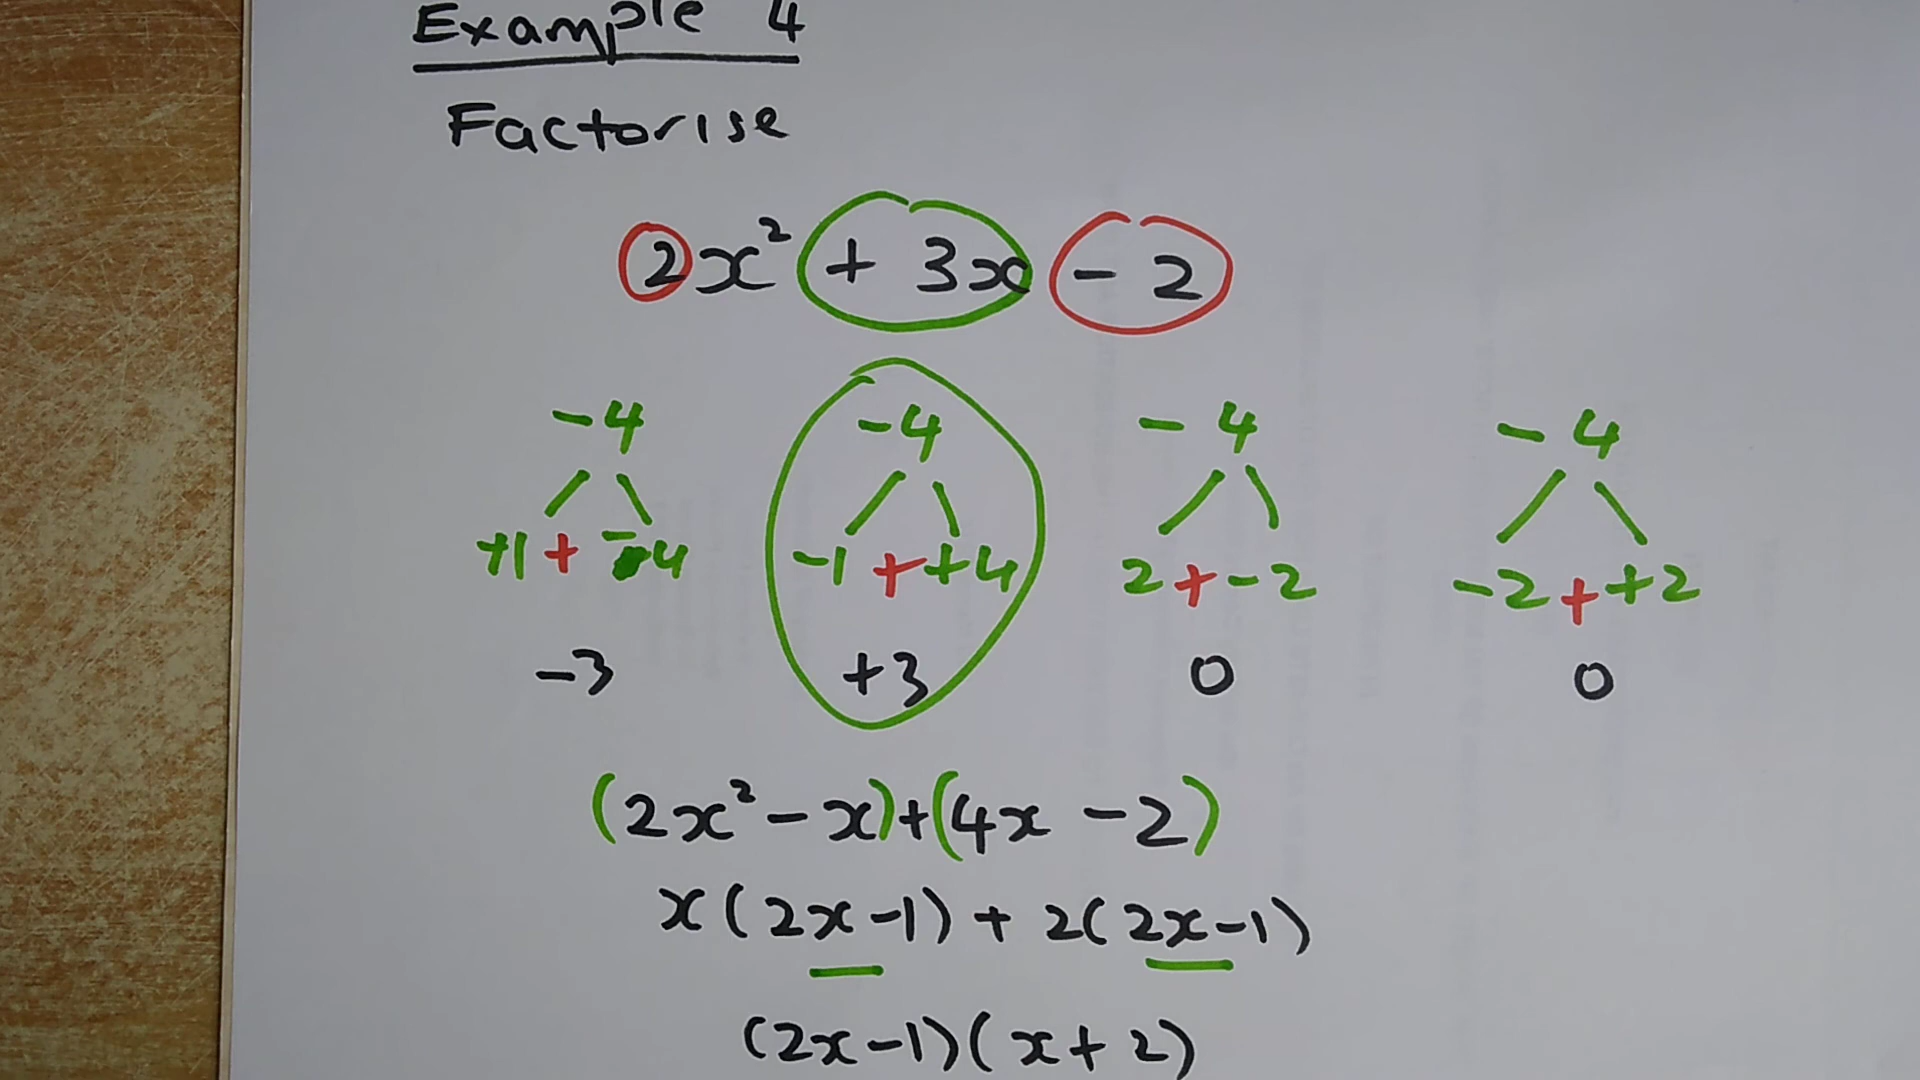 Example 4
Factorise
2x² + 3x - 2
-4 -4 -4 -4
+1 + -4 -1 + +4 2 + -2 -2 + +2
-3 +3 0 0
(2x² - x) + (4x - 2)
x(2x - 1) + 2(2x - 1)
(2x - 1)(x + 2)